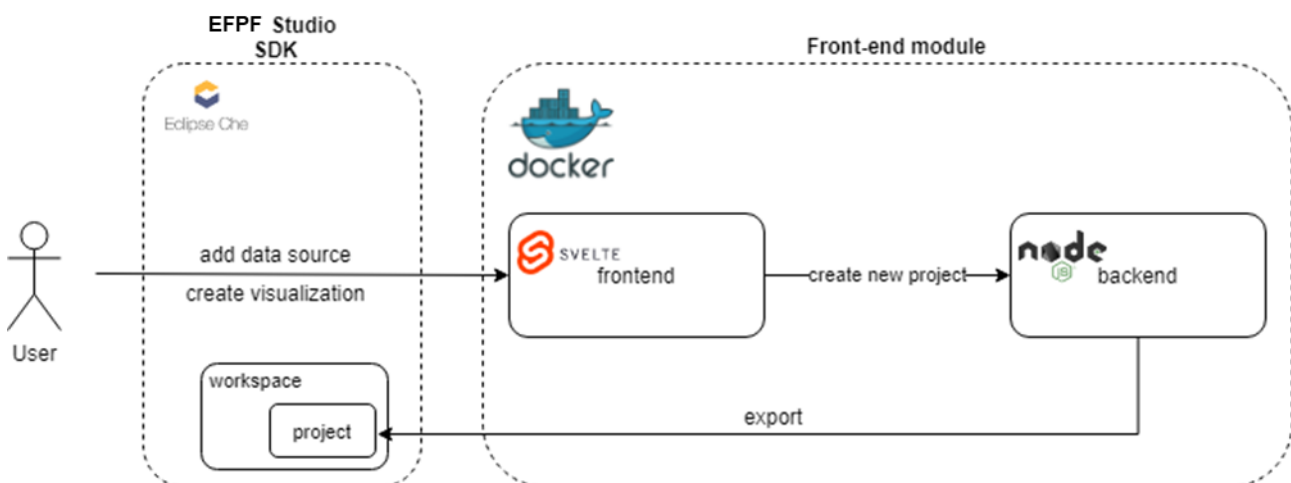 EFPF Studio
SDK
Front-end module
Eclipse Che
docker
add data source
SVELTE
frontend
create new project
node
JS
backend
create visualization
User
workspace
project
export